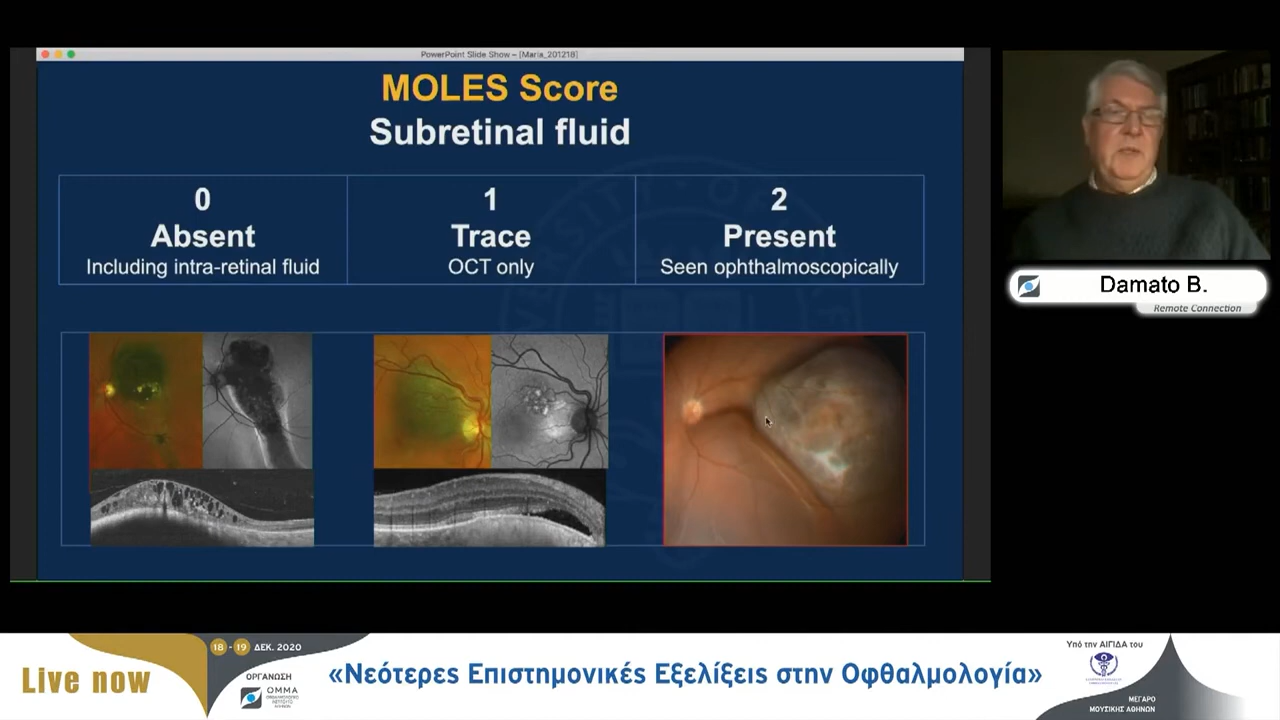 PowerPoint Slide Show – [Maria_201218]
MOLES Score
Subretinal fluid
0
Absent
Including intra-retinal fluid
1
Trace
OCT only
2
Present
Seen ophthalmoscopically
Damato B.
Remote Connection
Live now
18 - 19 ΔΕΚ. 2020
ΟΡΓΑΝΩΣΗ
OMMA
«Νεότερες Επιστημονικές Εξελίξεις στην Οφθαλμολογία»
Υπό την ΑΙΓΙΔΑ του
ΜΕΓΑΡΟ
ΜΟΥΣΙΚΗΣ ΑΘΗΝΩΝ